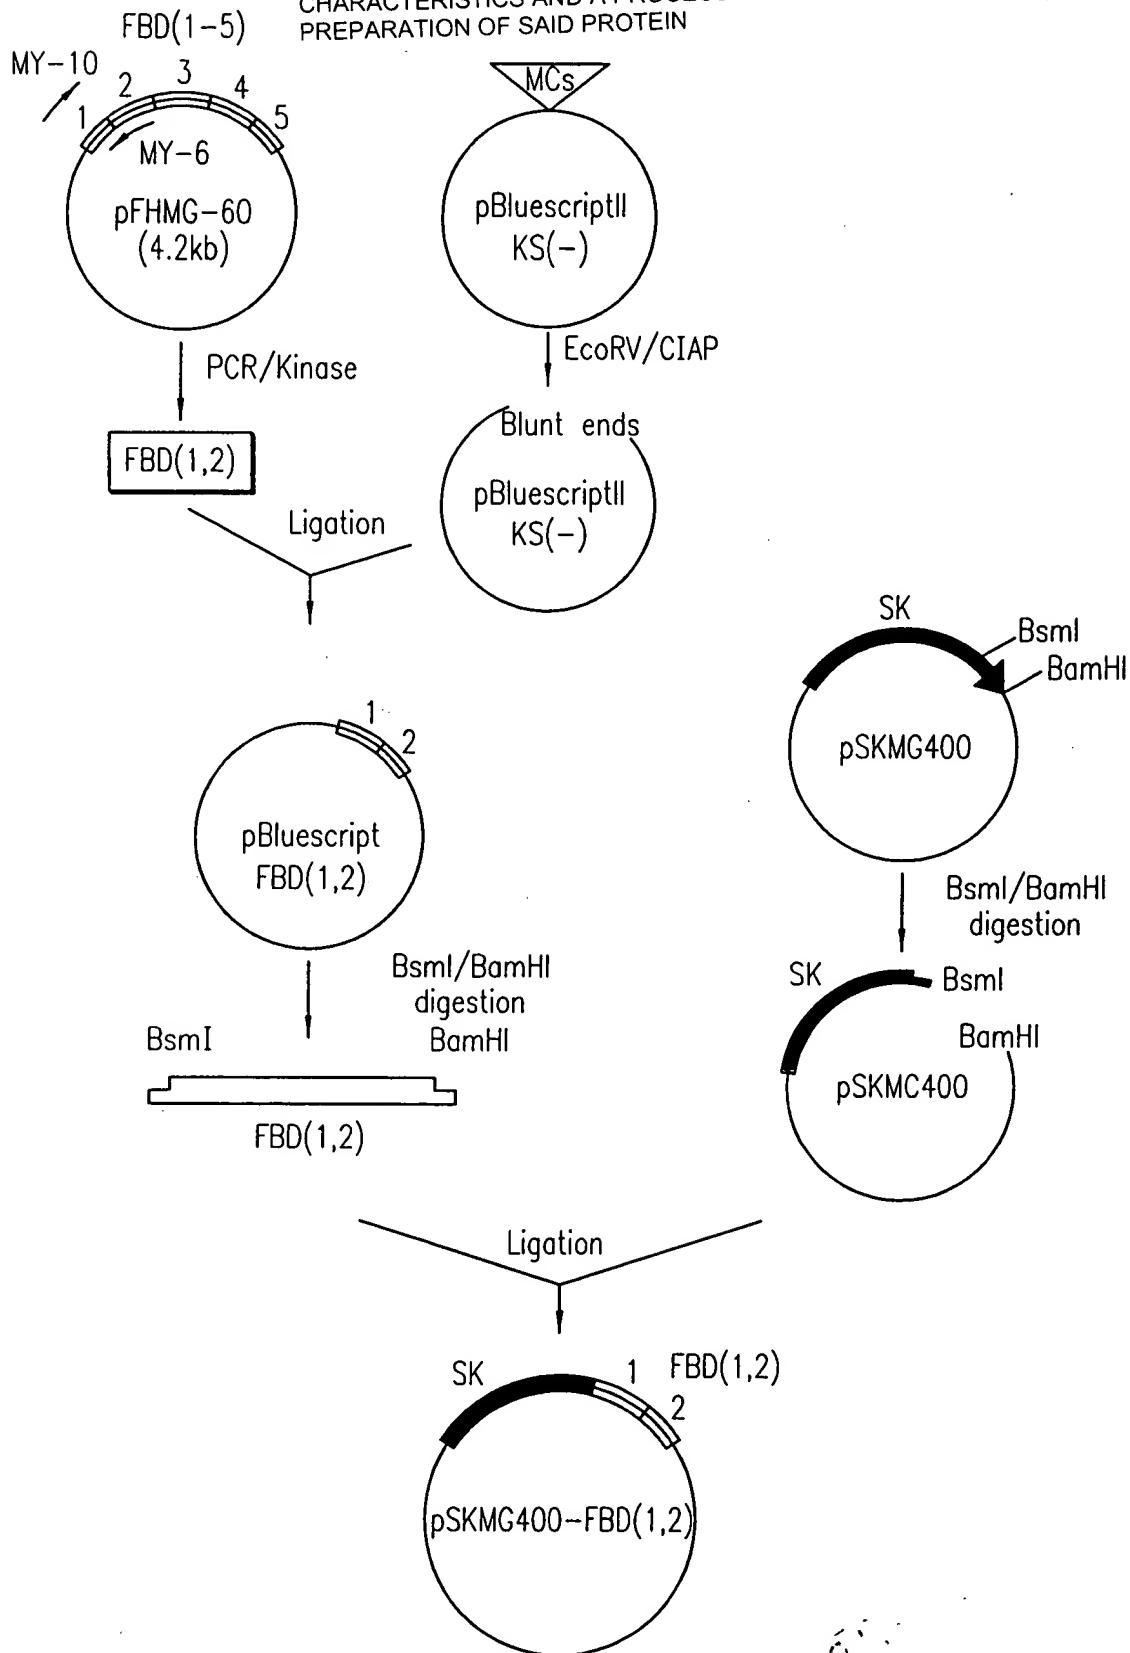 PREPARATION OF SAID PROTEIN
FBD(1-5)
MY-10
1
2
3
4
5
MY-6
pFHMG-60
(4.2kb)
MCs
pBluescriptII
KS(-)
PCR/Kinase
EcoRV/CIAP
FBD(1,2)
Blunt ends
pBluescriptII
KS(-)
Ligation
SK
BsmI
BamHI
pSKMG400
1
2
pBluescript
FBD(1,2)
BsmI/BamHI
digestion
BsmI/BamHI
digestion
BsmI
BamHI
FBD(1,2)
SK
BsmI
BamHI
pSKMC400
Ligation
SK
1
FBD(1,2)
2
pSKMG400-FBD(1,2)